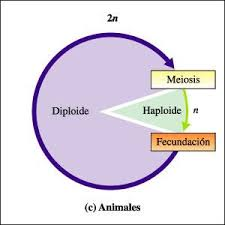 2n
Meiosis
Diploide
Haploide
n
Fecundación
(c) Animales